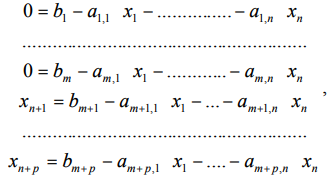 0 = b₁ − a₁,₁ x₁ − ............... − a₁,ₙ xₙ
......................................................
0 = bₘ − aₘ,₁ x₁ − ............ − aₘ,ₙ xₙ
xₙ₊₁ = bₘ₊₁ − aₘ₊₁,₁ x₁ − ... − aₘ₊₁,ₙ xₙ ,
......................................................
xₙ₊ₚ = bₘ₊ₚ − aₘ₊ₚ,₁ x₁ − .... − aₘ₊ₚ,ₙ xₙ